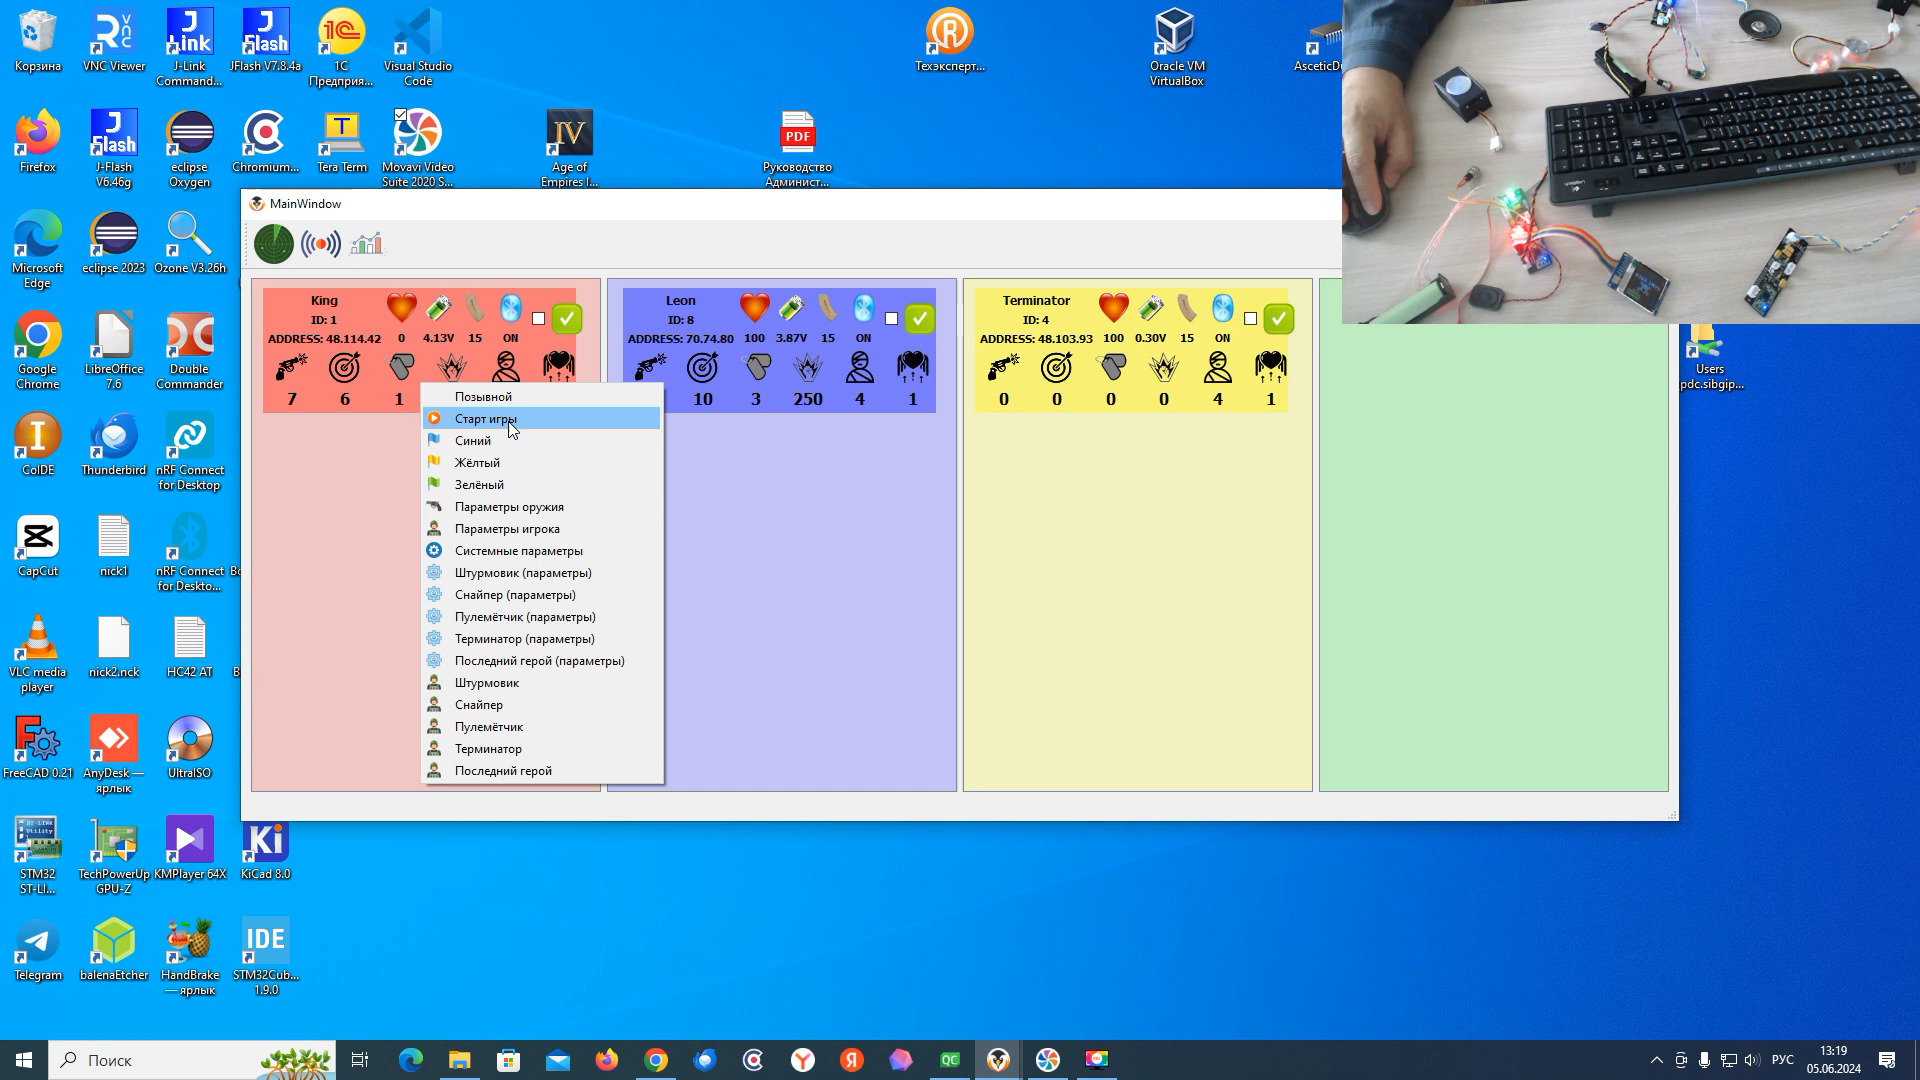 Корзина
VNC Viewer
J-Link
Command...
JFlash V7.8.4a
1C
Предприя...
Visual Studio
Code
Техэксперт...
Oracle VM
VirtualBox
Firefox
J-Flash
V6.46g
eclipse
Oxygen
Chromium...
Tera Term
Movavi Video
Suite 2020 S...
Age of
Empires I...
PDF
Руководство
Админист...
Microsoft
Edge
eclipse 2023
Ozone V3.26h
Google
Chrome
LibreOffice
7.6
Double
Commander
CoIDE
Thunderbird
nRF Connect
for Desktop
CapCut
nick1
nRF Connect
for Deskto...
VLC media
player
nick2.nck
HC42 AT
FreeCAD 0.21
AnyDesk —
ярлык
UltraISO
STM32
ST-LI...
TechPowerUp
GPU-Z
KMPlayer 64X
KiCad 8.0
Telegram
balenaEtcher
HandBrake
— ярлык
IDE
STM32Cub...
1.9.0
Users
pdc.sibgip...
MainWindow
King
ID: 1
ADDRESS: 48.114.42
0 4.13V 15 ON
7 6 1
Leon
ID: 8
ADDRESS: 70.74.80
100 3.87V 15 ON
10 3 250 4 1
Terminator
ID: 4
ADDRESS: 48.103.93
100 0.30V 15 ON
0 0 0 0 4 1
Позывной
Старт игры
Синий
Жёлтый
Зелёный
Параметры оружия
Параметры игрока
Системные параметры
Штурмовик (параметры)
Снайпер (параметры)
Пулемётчик (параметры)
Терминатор (параметры)
Последний герой (параметры)
Штурмовик
Снайпер
Пулемётчик
Терминатор
Последний герой
Поиск
РУС
13:19
05.06.2024